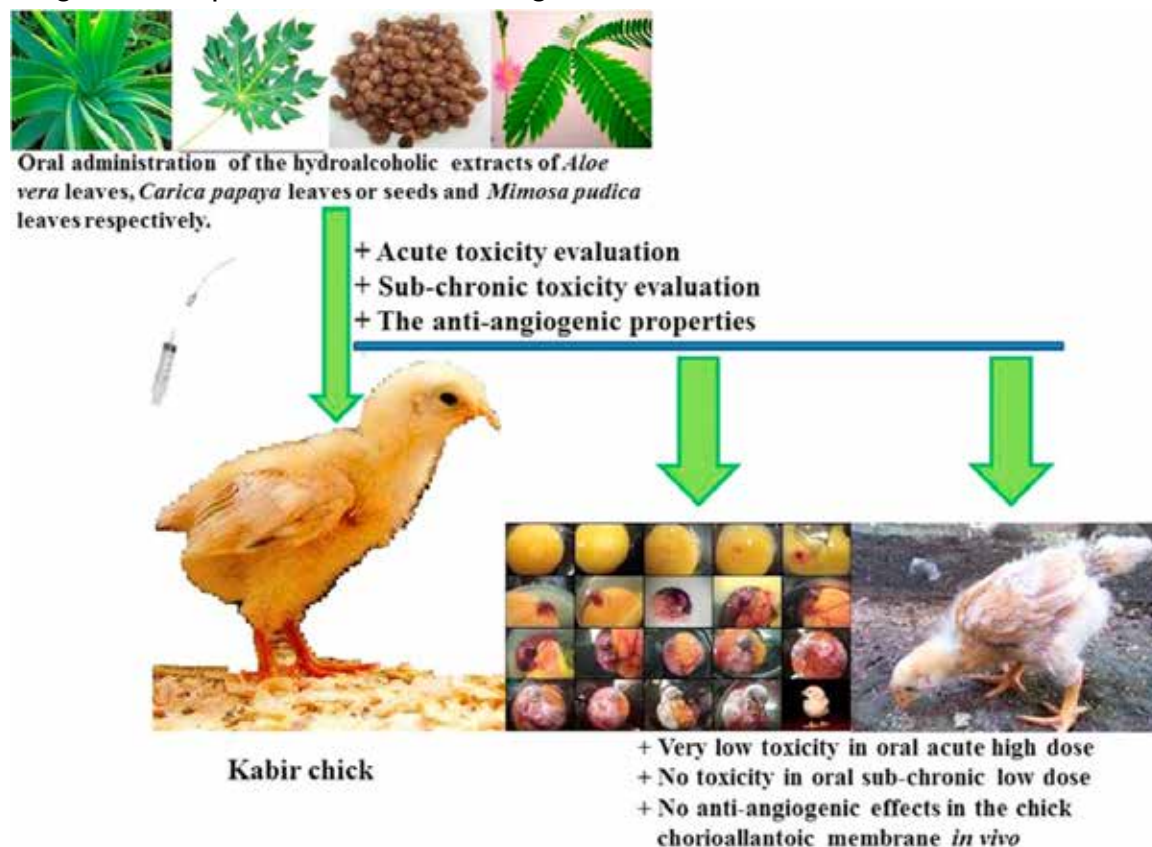 Oral administration of the hydroalcoholic extracts of Aloe
vera leaves, Carica papaya leaves or seeds and Mimosa pudica
leaves respectively.
+ Acute toxicity evaluation
+ Sub-chronic toxicity evaluation
+ The anti-angiogenic properties
Kabir chick
+ Very low toxicity in oral acute high dose
+ No toxicity in oral sub-chronic low dose
+ No anti-angiogenic effects in the chick
chorioallantoic membrane in vivo